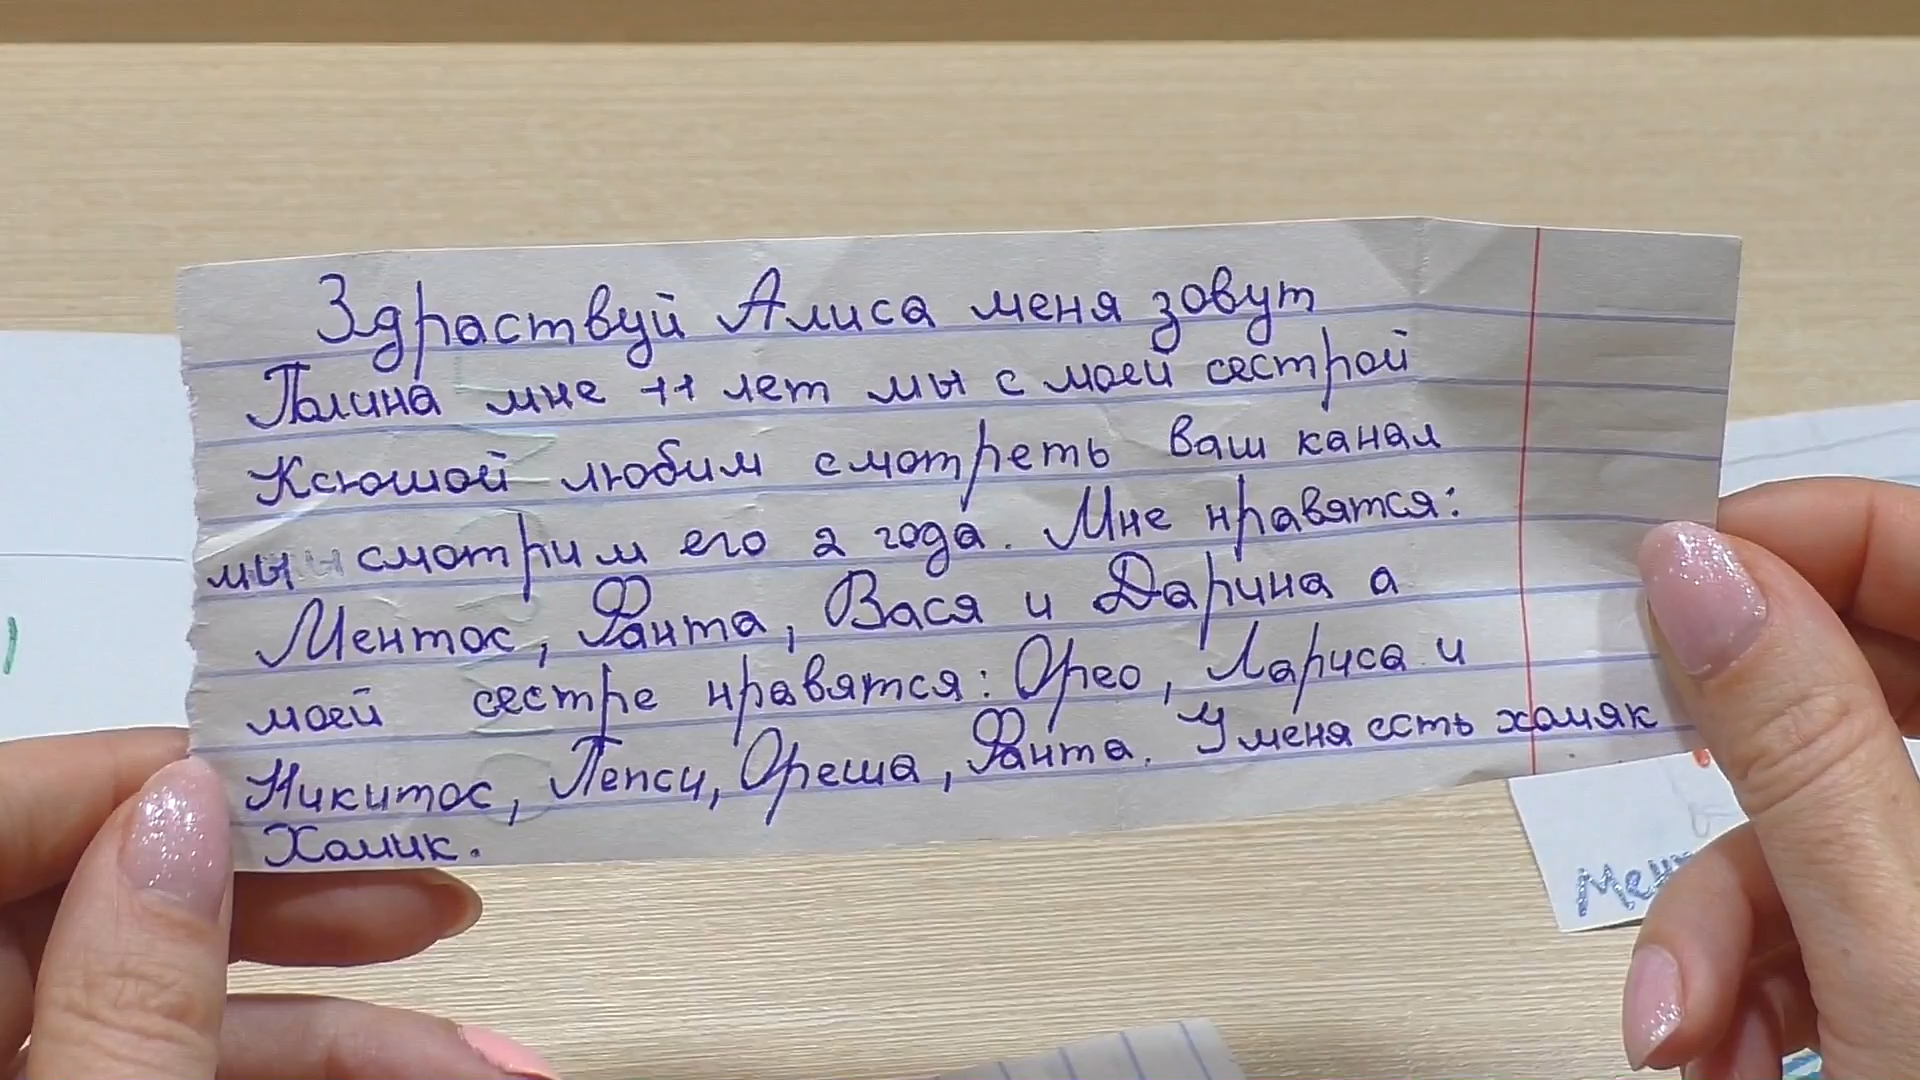 Здраствуй Алиса меня зовут
Полина мне 11 лет мы с моей сестрой
Ксюшой любим смотреть ваш канал
мы смотрим его 2 года. Мне нравятся:
Ментос, Фанта, Вася и Дарина а
моей сестре нравятся: Орео, Лариса и
Никитос, Пепси, Ореша, Фанта. У меня есть хомяк
Хомик.